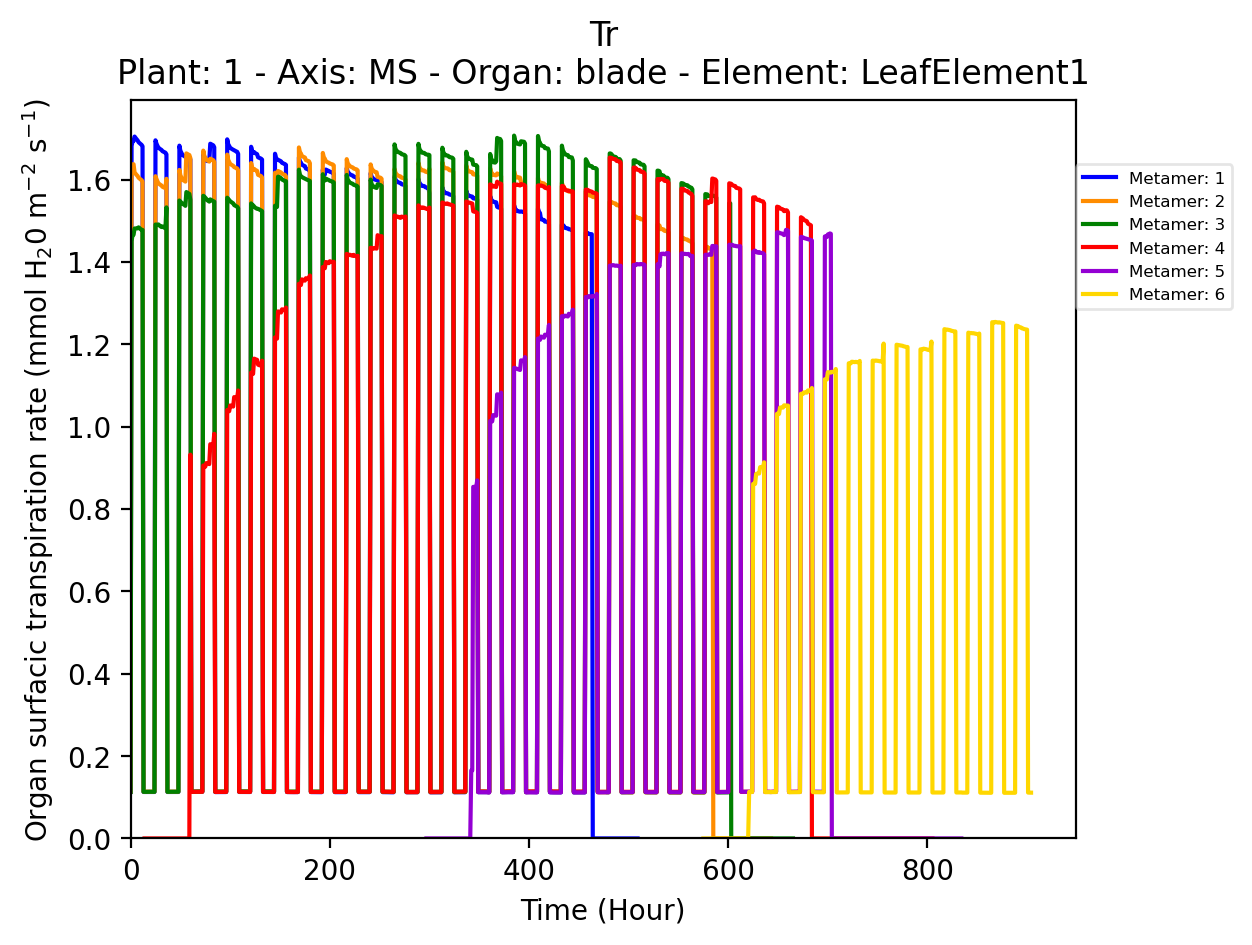 Tr
Plant: 1 - Axis: MS - Organ: blade - Element: LeafElement1
Organ surfacic transpiration rate (mmol H₂0 m⁻² s⁻¹)
1.6
1.4
1.2
1.0
0.8
0.6
0.4
0.2
0.0
0 200 400 600 800
Time (Hour)
Metamer: 1
Metamer: 2
Metamer: 3
Metamer: 4
Metamer: 5
Metamer: 6